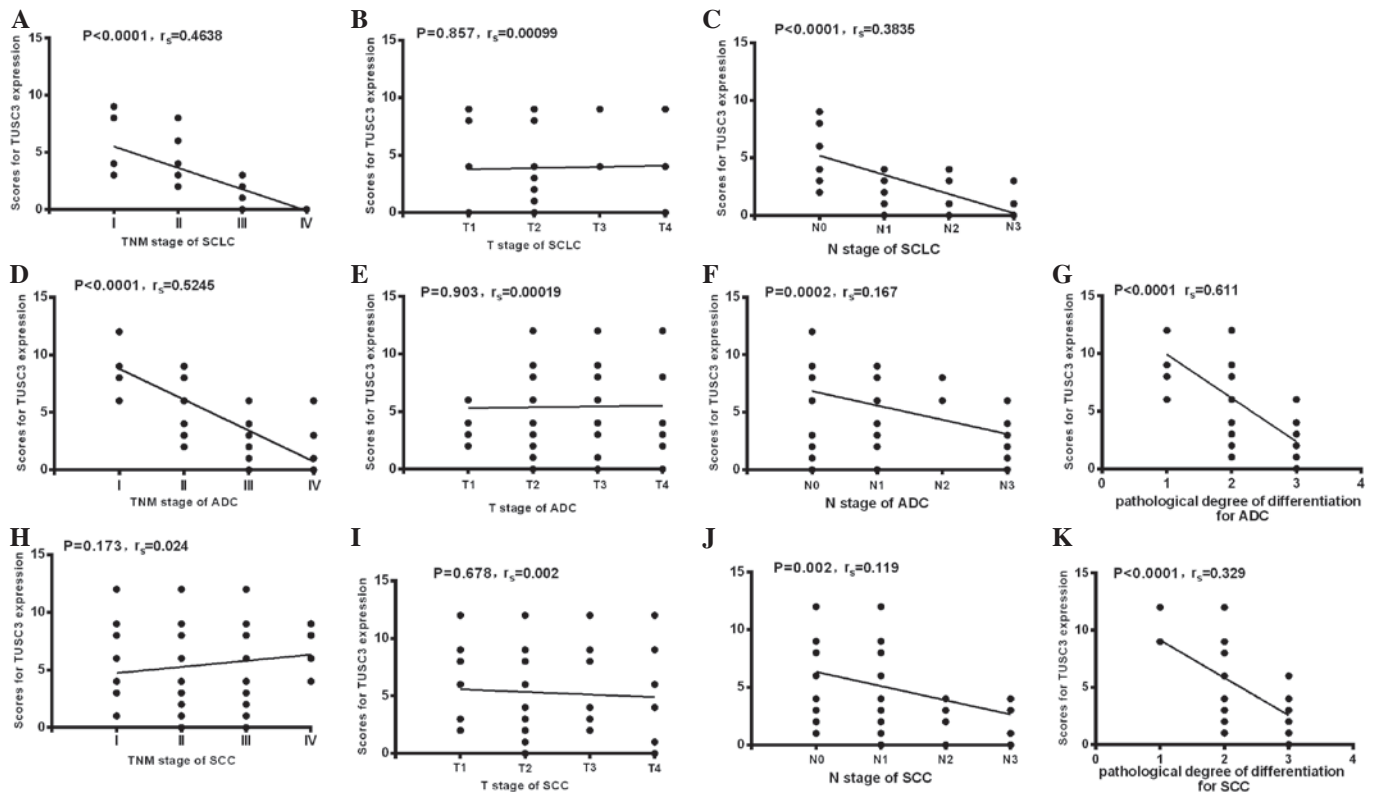 A
P<0.0001, rs=0.4638
Scores for TUSC3 expression
15
10
5
0
I II III IV
TNM stage of SCLC
B
P=0.857, rs=0.00099
Scores for TUSC3 expression
15
10
5
0
T1 T2 T3 T4
T stage of SCLC
C
P<0.0001, rs=0.3835
Scores for TUSC3 expression
15
10
5
0
N0 N1 N2 N3
N stage of SCLC
D
P<0.0001, rs=0.5245
Scores for TUSC3 expression
15
10
5
0
I II III IV
TNM stage of ADC
E
P=0.903, rs=0.00019
Scores for TUSC3 expression
15
10
5
0
T1 T2 T3 T4
T stage of ADC
F
P=0.0002, rs=0.167
Scores for TUSC3 expression
15
10
5
0
N0 N1 N2 N3
N stage of ADC
G
P<0.0001 rs=0.611
Scores for TUSC3 expression
15
10
5
0
0 1 2 3 4
pathological degree of differentiation
for ADC
H
P=0.173, rs=0.024
Scores for TUSC3 expression
15
10
5
0
I II III IV
TNM stage of SCC
I
P=0.678, rs=0.002
Scores for TUSC3 expression
15
10
5
0
T1 T2 T3 T4
T stage of SCC
J
P=0.002, rs=0.119
Scores for TUSC3 expression
15
10
5
0
N0 N1 N2 N3
N stage of SCC
K
P<0.0001, rs=0.329
Scores for TUSC3 expression
15
10
5
0
0 1 2 3 4
pathological degree of differentiation
for SCC